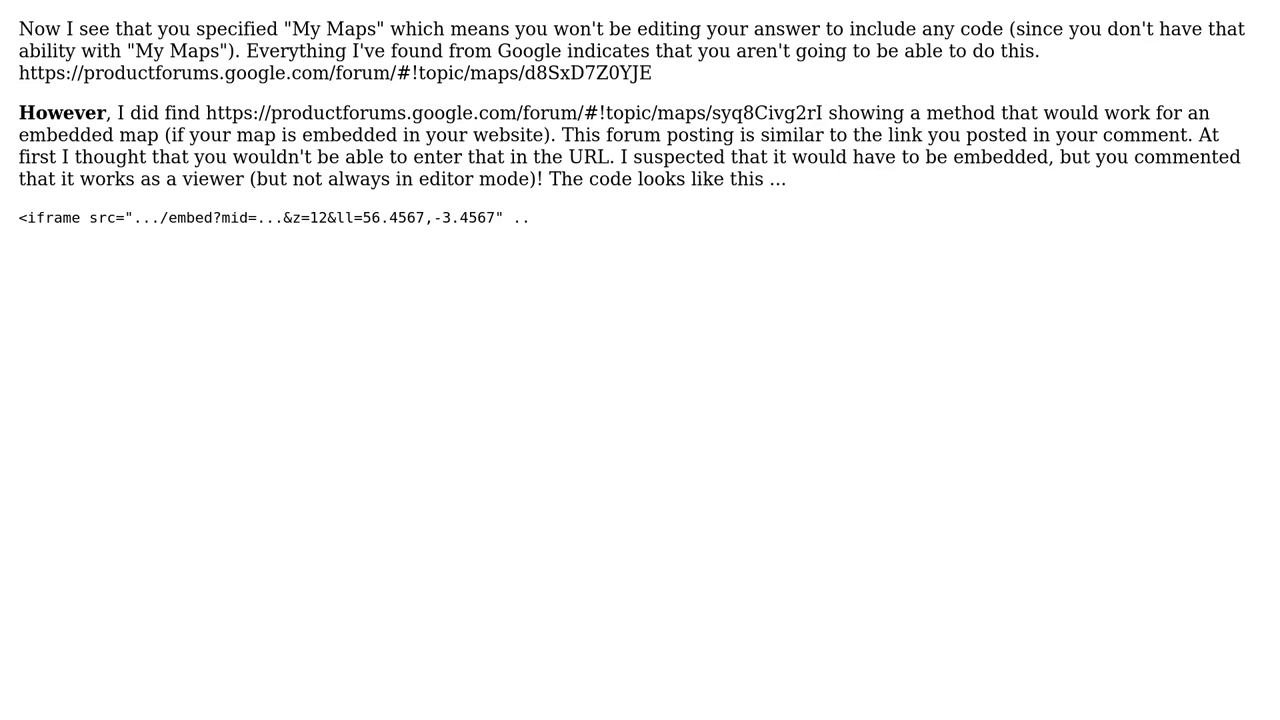 Now I see that you specified "My Maps" which means you won't be editing your answer to include any code (since you don't have that
ability with "My Maps"). Everything I've found from Google indicates that you aren't going to be able to do this.
https://productforums.google.com/forum/#!topic/maps/d8SxD7Z0YJE
However, I did find https://productforums.google.com/forum/#!topic/maps/syq8Civg2rI showing a method that would work for an
embedded map (if your map is embedded in your website). This forum posting is similar to the link you posted in your comment. At
first I thought that you wouldn't be able to enter that in the URL. I suspected that it would have to be embedded, but you commented
that it works as a viewer (but not always in editor mode)! The code looks like this ...
<iframe src=".../embed?mid=...&z=12&ll=56.4567,-3.4567" ..